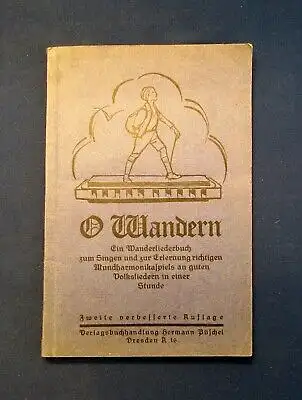 O Wandern
Ein Wanderliederbuch
zum Singen und zur Erlernung richtigen
Mundharmonikaspiels an guten
Volksliedern in einer
Stunde
Zweite verbesserte Auflage
Verlagsbuchhandlung Hermann Püschel
Dresden A 16